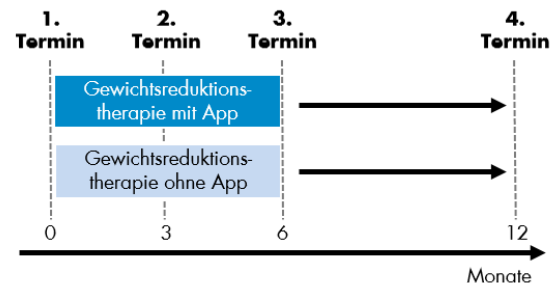 1.
Termin
2.
Termin
3.
Termin
4.
Termin
Gewichtsreduktions-
therapie mit App
Gewichtsreduktions-
therapie ohne App
0
3
6
12
Monate